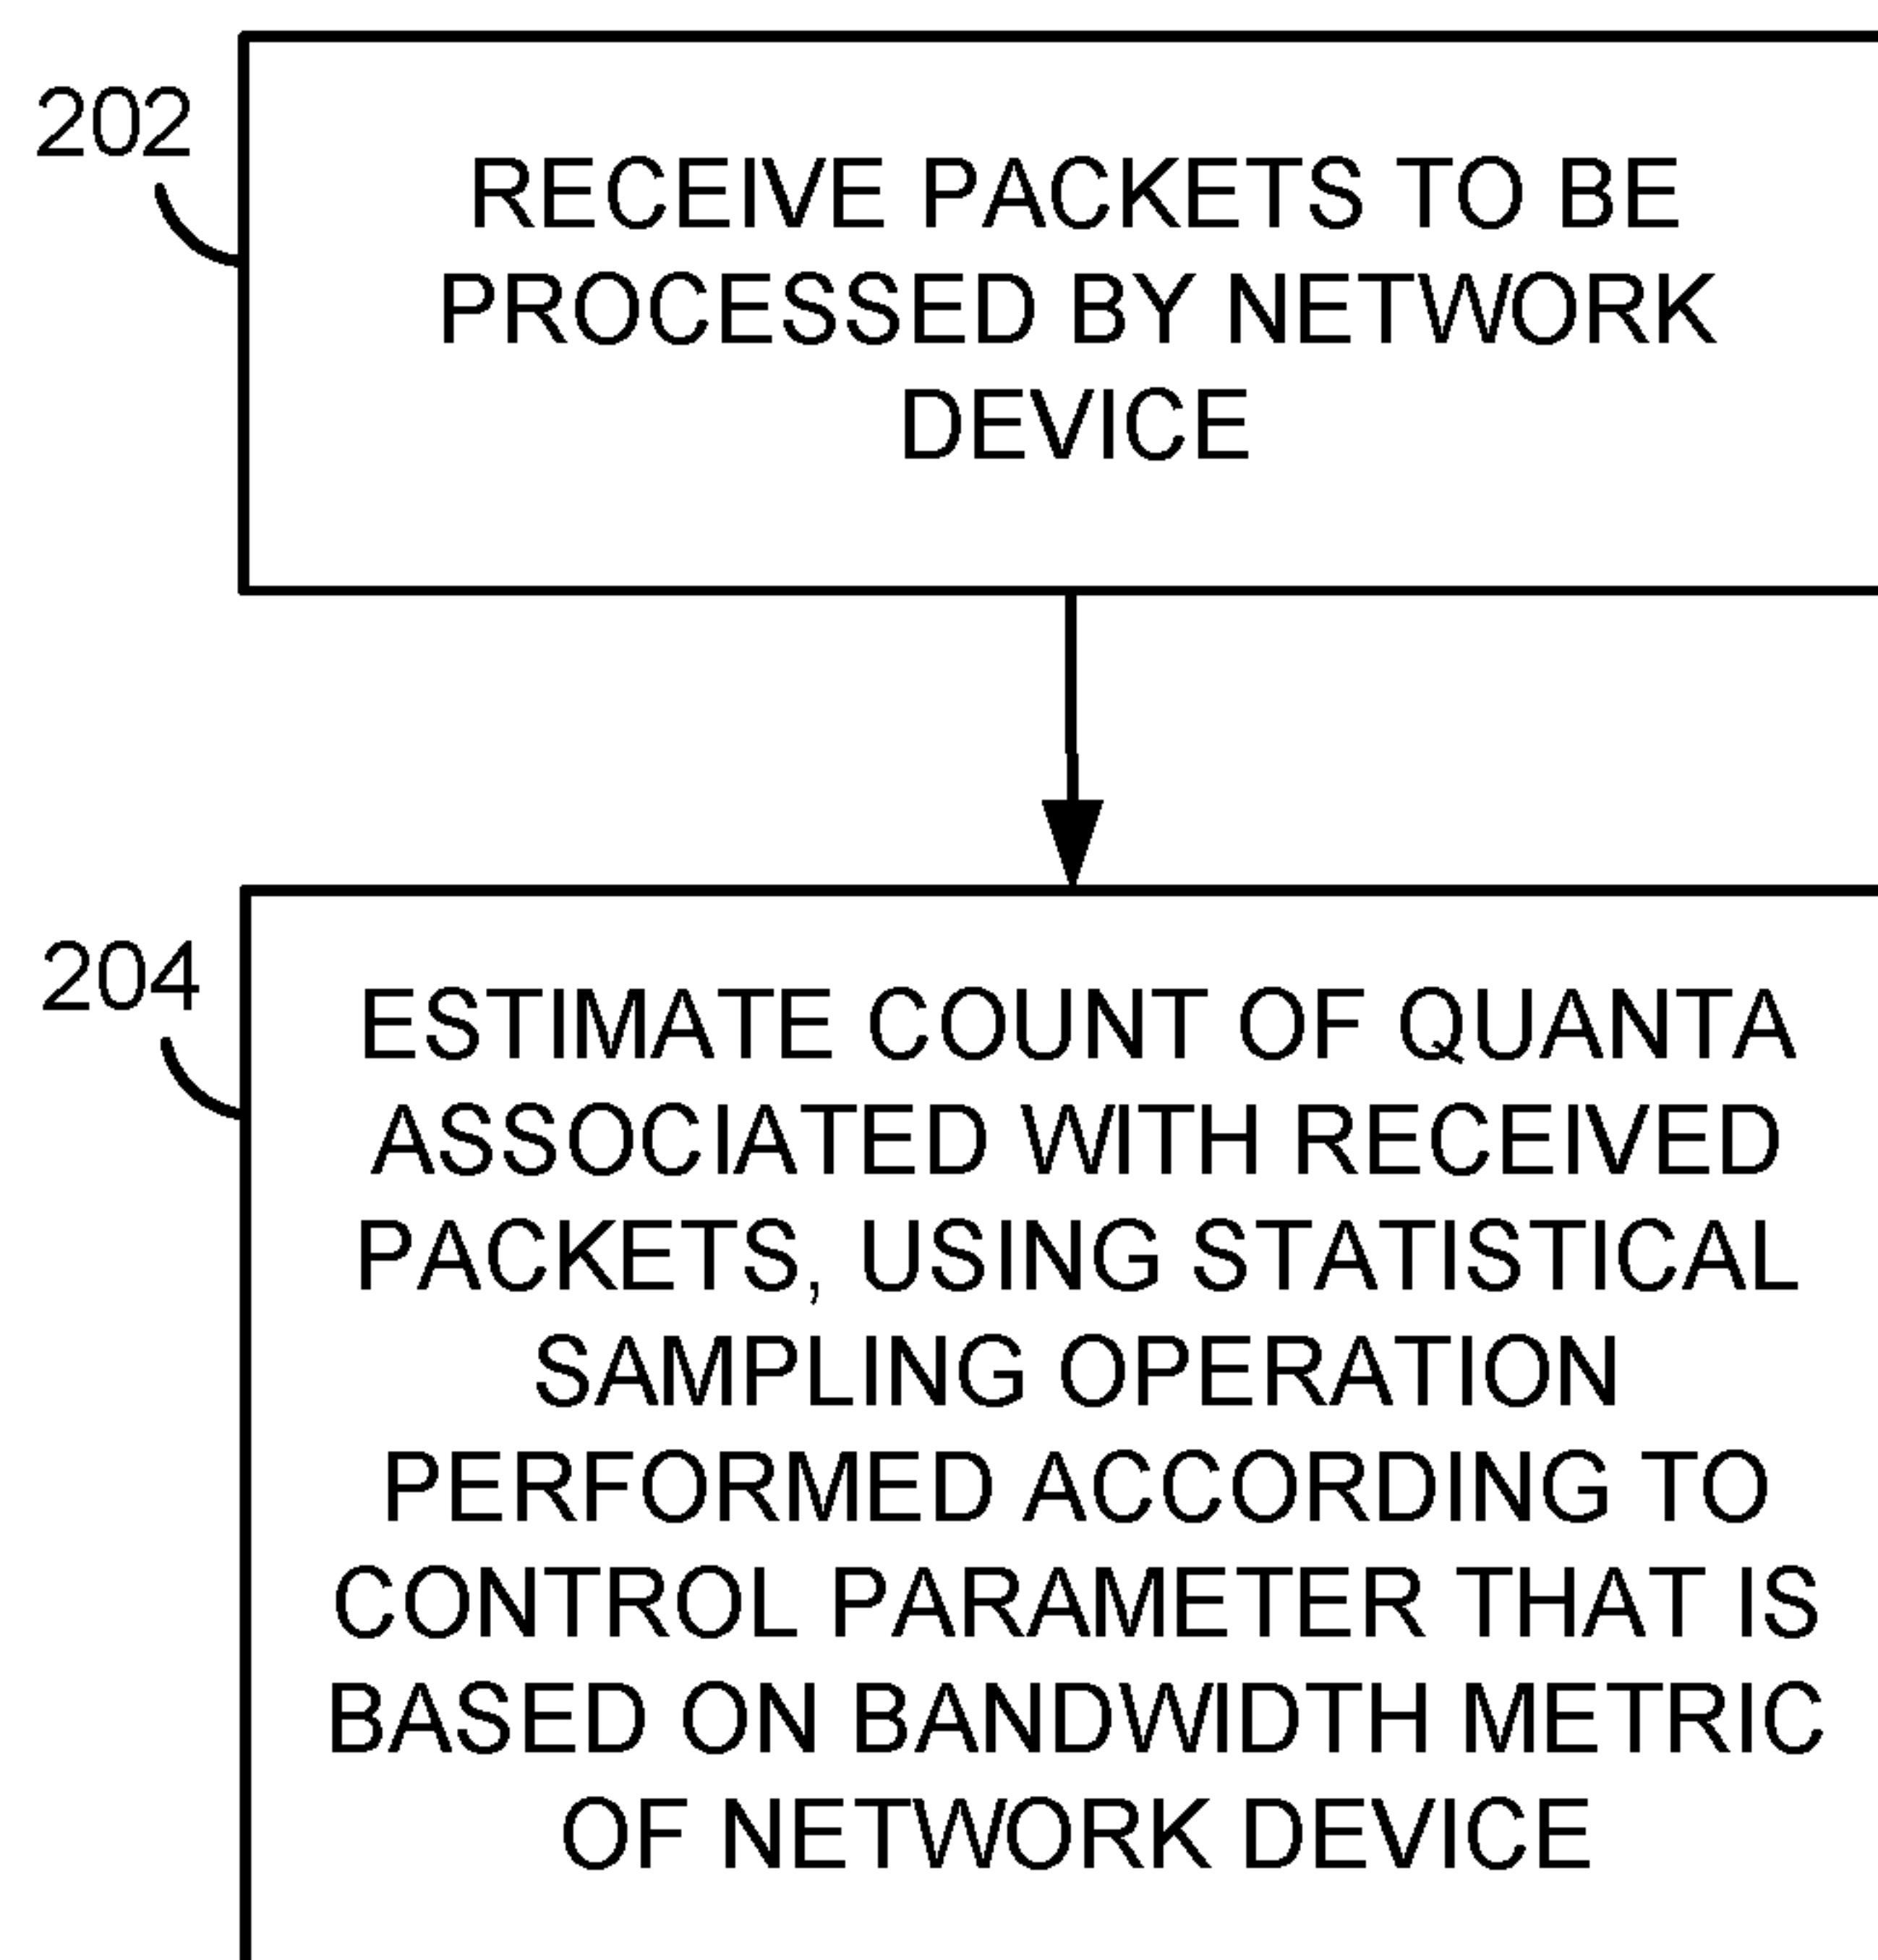 202
RECEIVE PACKETS TO BE
PROCESSED BY NETWORK
DEVICE
204
ESTIMATE COUNT OF QUANTA
ASSOCIATED WITH RECEIVED
PACKETS, USING STATISTICAL
SAMPLING OPERATION
PERFORMED ACCORDING TO
CONTROL PARAMETER THAT IS
BASED ON BANDWIDTH METRIC
OF NETWORK DEVICE